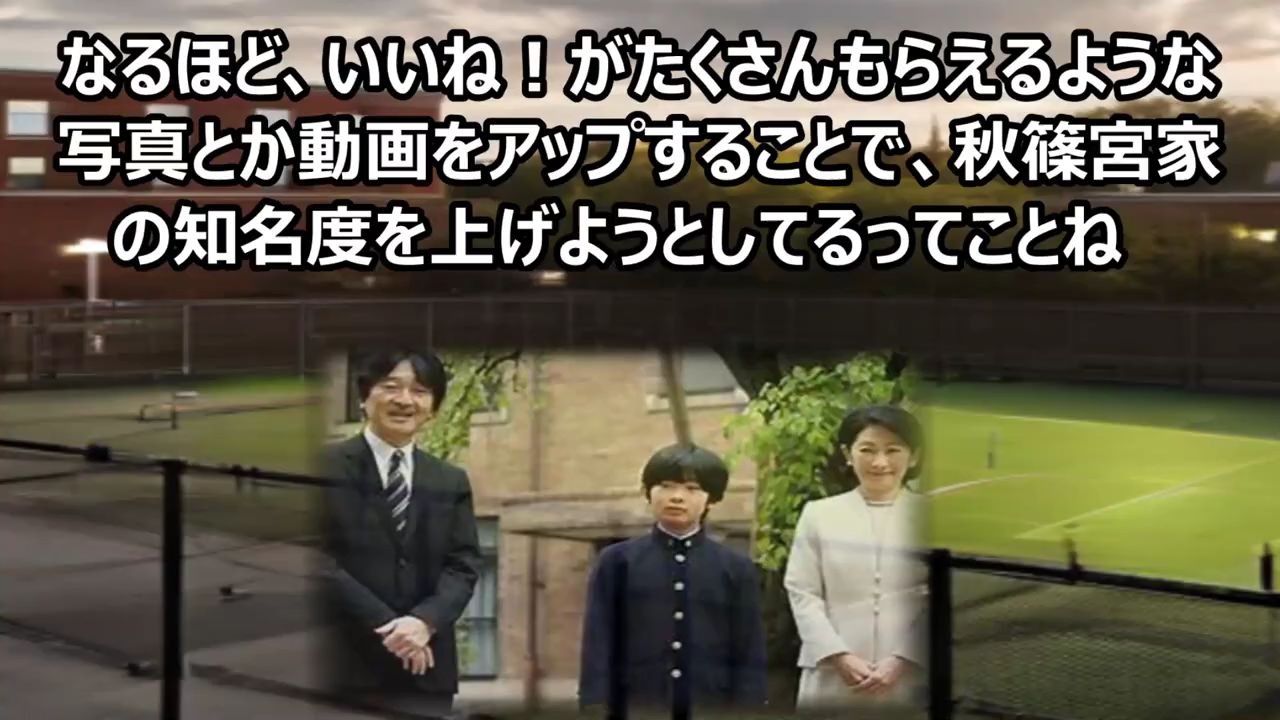 なるほど、いいね！がたくさんもらえるような
写真とか動画をアップすることで、秋篠宮家
の知名度を上げようとしてるってことね